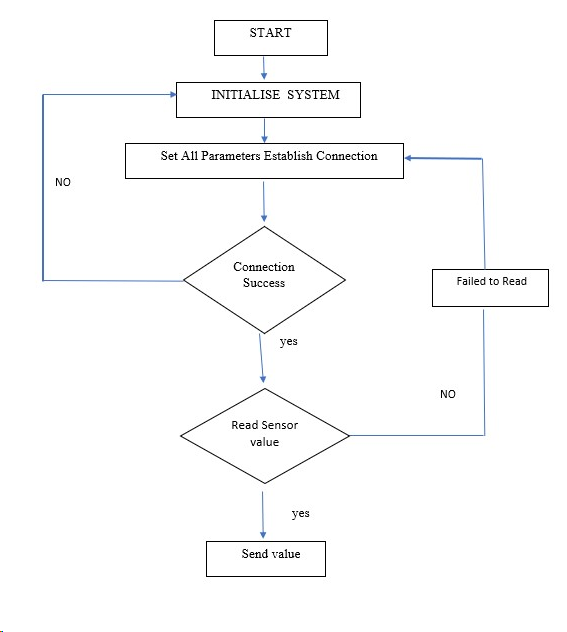 START
INITIALISE SYSTEM
Set All Parameters Establish Connection
NO
Connection
Success
Failed to Read
yes
NO
Read Sensor
value
yes
Send value